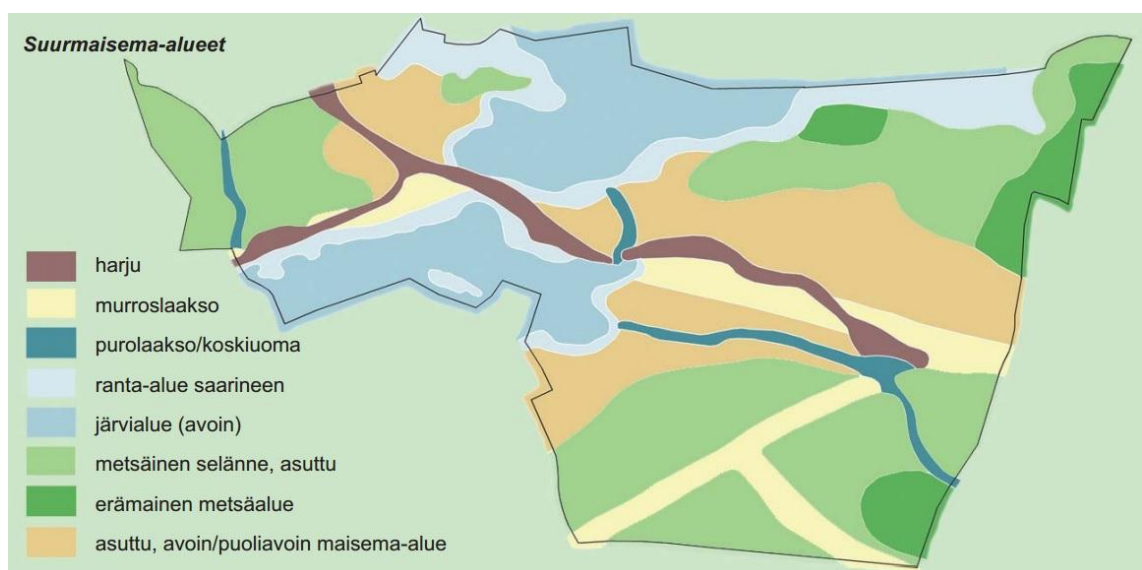 Suurmaisema-alueet
harju
murroslaakso
purolaakso/koskiuoma
ranta-alue saarineen
järvialue (avoin)
metsäinen selänne, asuttu
erämainen metsäalue
asuttu, avoin/puoliavoin maisema-alue